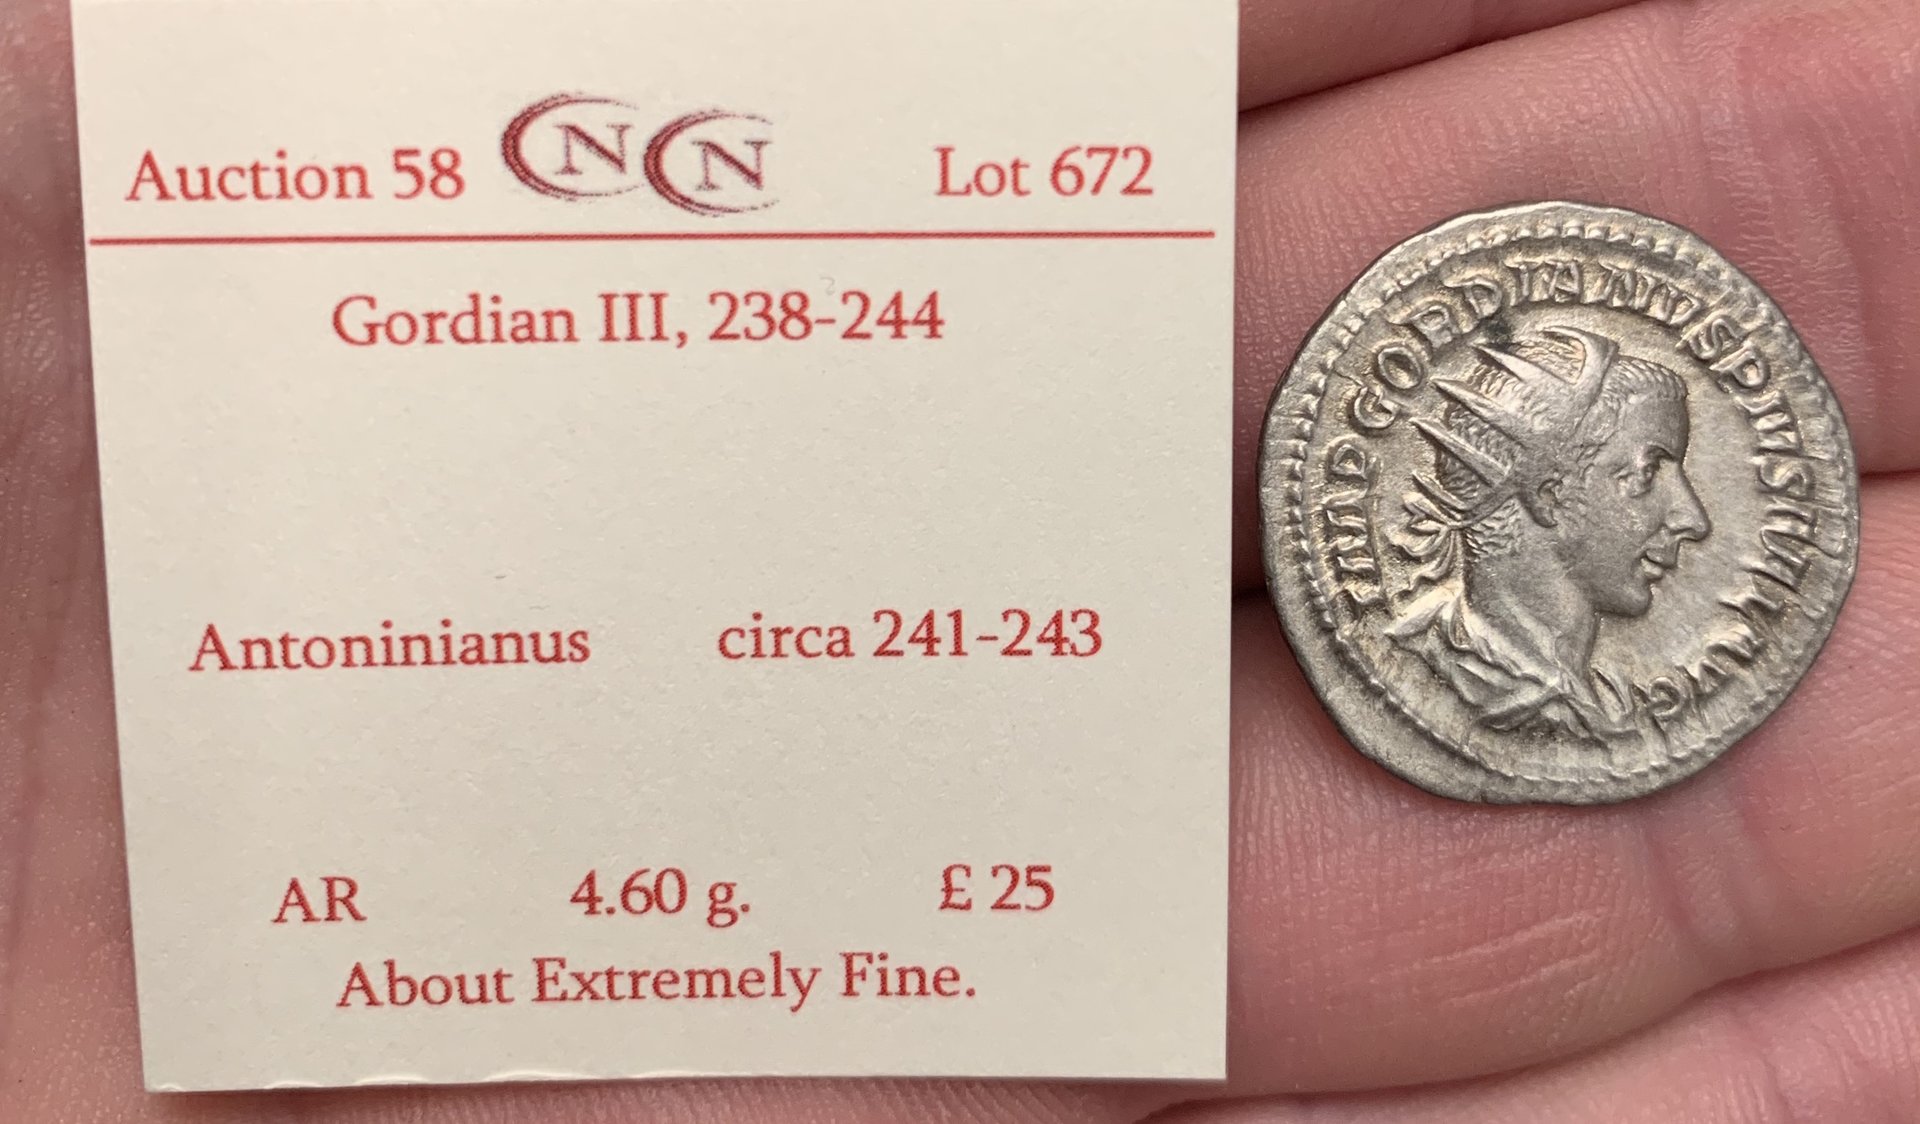 Auction 58 NCN Lot 672
Gordian III, 238-244
Antoninianus circa 241-243
AR 4.60 g. £ 25
About Extremely Fine.
IMP GORDIANVS PIVS FEL AVG